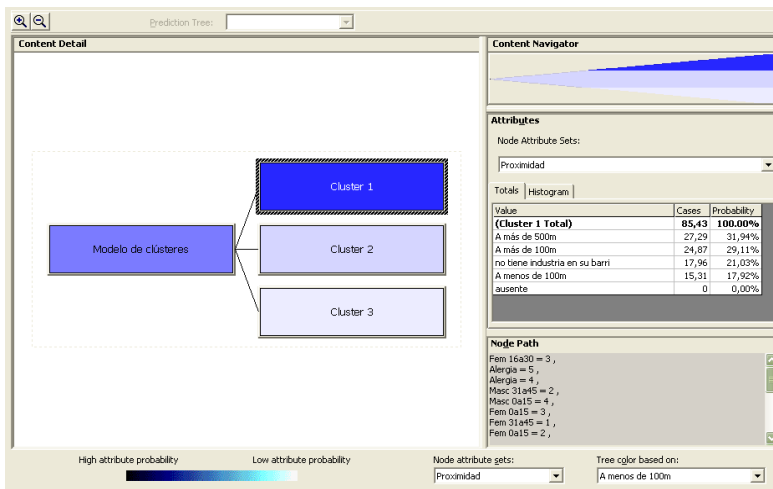 Prediction Tree:
Content Detail
Modelo de clústeres
Cluster 1
Cluster 2
Cluster 3
Content Navigator
Attributes
Node Attribute Sets:
Proximidad
Totals Histogram
Value Cases Probability
(Cluster 1 Total) 85,43 100.00%
A más de 500m 27,29 31,94%
A más de 100m 24,87 29,11%
no tiene industria en su barri 17,96 21,03%
A menos de 100m 15,31 17,92%
ausente 0 0,00%
Node Path
Fem 16a30 = 3 ,
Alergia = 5 ,
Alergia = 4 ,
Masc 31a45 = 2 ,
Masc 0a15 = 4 ,
Fem 0a15 = 3 ,
Fem 31a45 = 1 ,
Fem 0a15 = 2 ,
High attribute probability Low attribute probability
Node attribute sets:
Proximidad
Tree color based on:
A menos de 100m